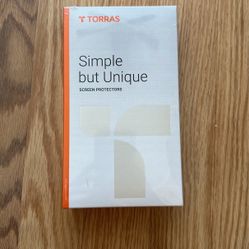 TORRAS
Simple
but Unique
SCREEN PROTECTORS